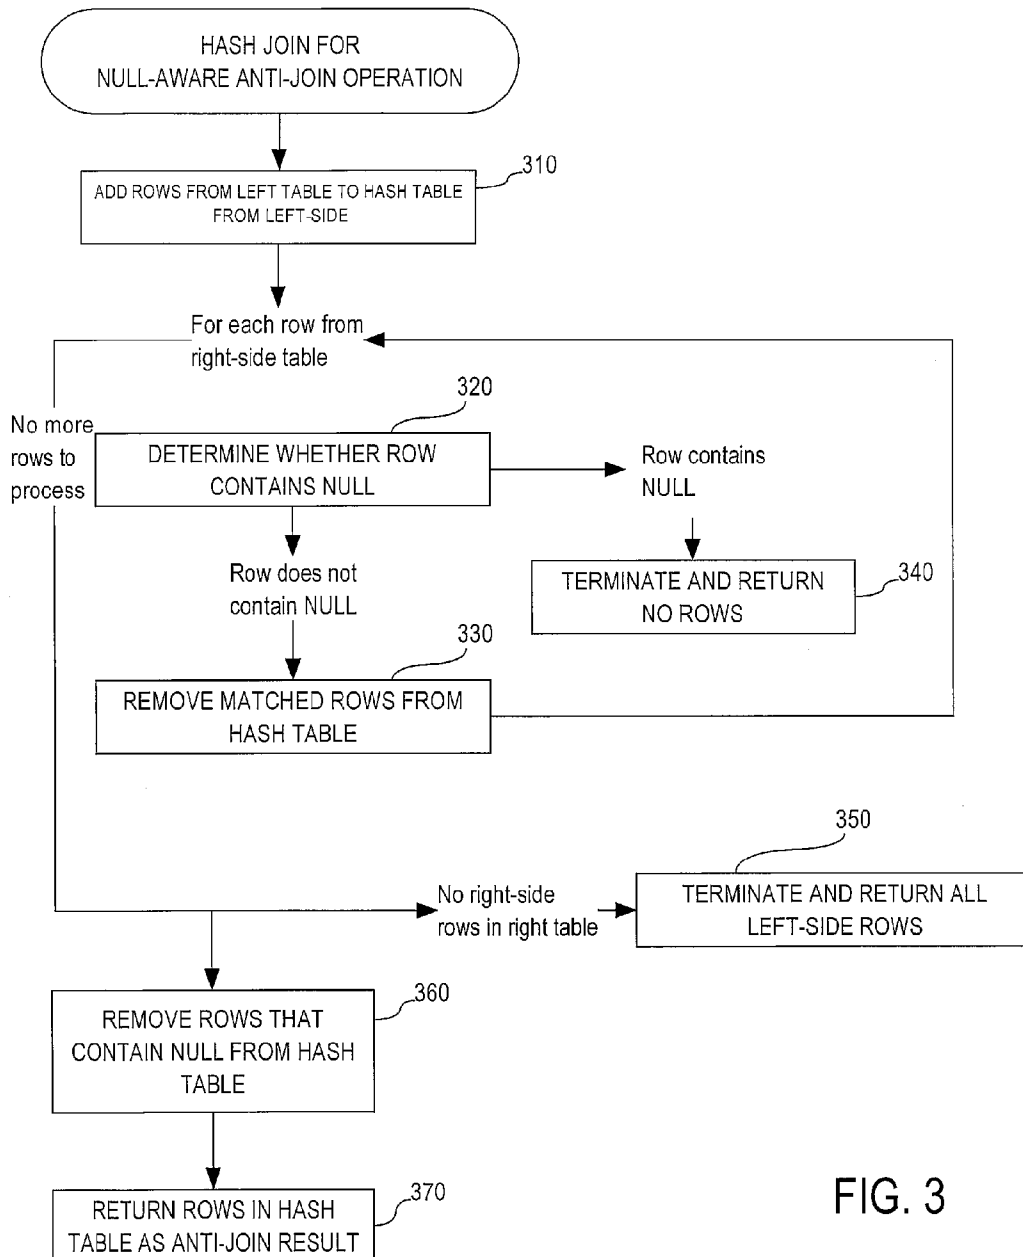 HASH JOIN FOR
NULL-AWARE ANTI-JOIN OPERATION
310
ADD ROWS FROM LEFT TABLE TO HASH TABLE
FROM LEFT-SIDE
For each row from
right-side table
320
No more
rows to
process
DETERMINE WHETHER ROW
CONTAINS NULL
Row contains
NULL
Row does not
contain NULL
340
TERMINATE AND RETURN
NO ROWS
330
REMOVE MATCHED ROWS FROM
HASH TABLE
350
No right-side
rows in right table
TERMINATE AND RETURN ALL
LEFT-SIDE ROWS
360
REMOVE ROWS THAT
CONTAIN NULL FROM HASH
TABLE
370
RETURN ROWS IN HASH
TABLE AS ANTI-JOIN RESULT
FIG. 3